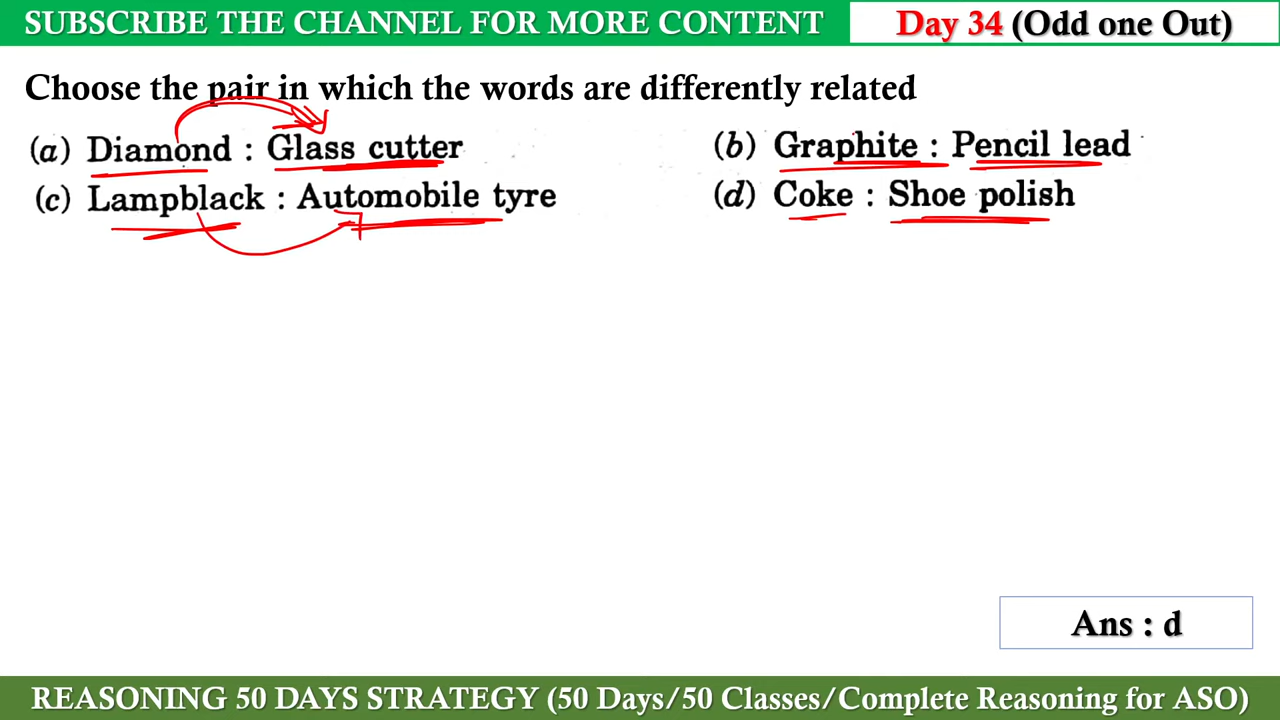 SUBSCRIBE THE CHANNEL FOR MORE CONTENT
Day 34 (Odd one Out)
Choose the pair in which the words are differently related
(a) Diamond : Glass cutter
(b) Graphite : Pencil lead
(c) Lampblack : Automobile tyre
(d) Coke : Shoe polish
Ans : d
REASONING 50 DAYS STRATEGY (50 Days/50 Classes/Complete Reasoning for ASO)